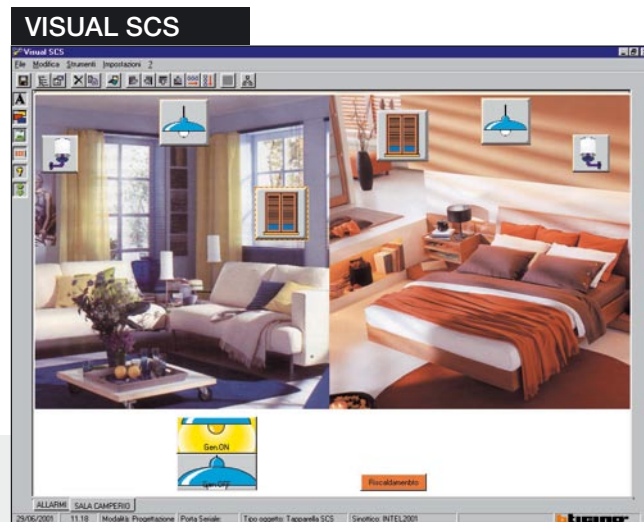 VISUAL SCS
Visual SCS
File Modifica Strumenti Impostazioni ?
A
Gen.ON
Gen.OFF
Riscaldamento
ALLARMI SALA CAMPERIO
29/06/2001 11.18 Modalità: Progettazione Porta Seriale: Tipo oggetto: Tapparella SCS Sinottico: INTEL2001